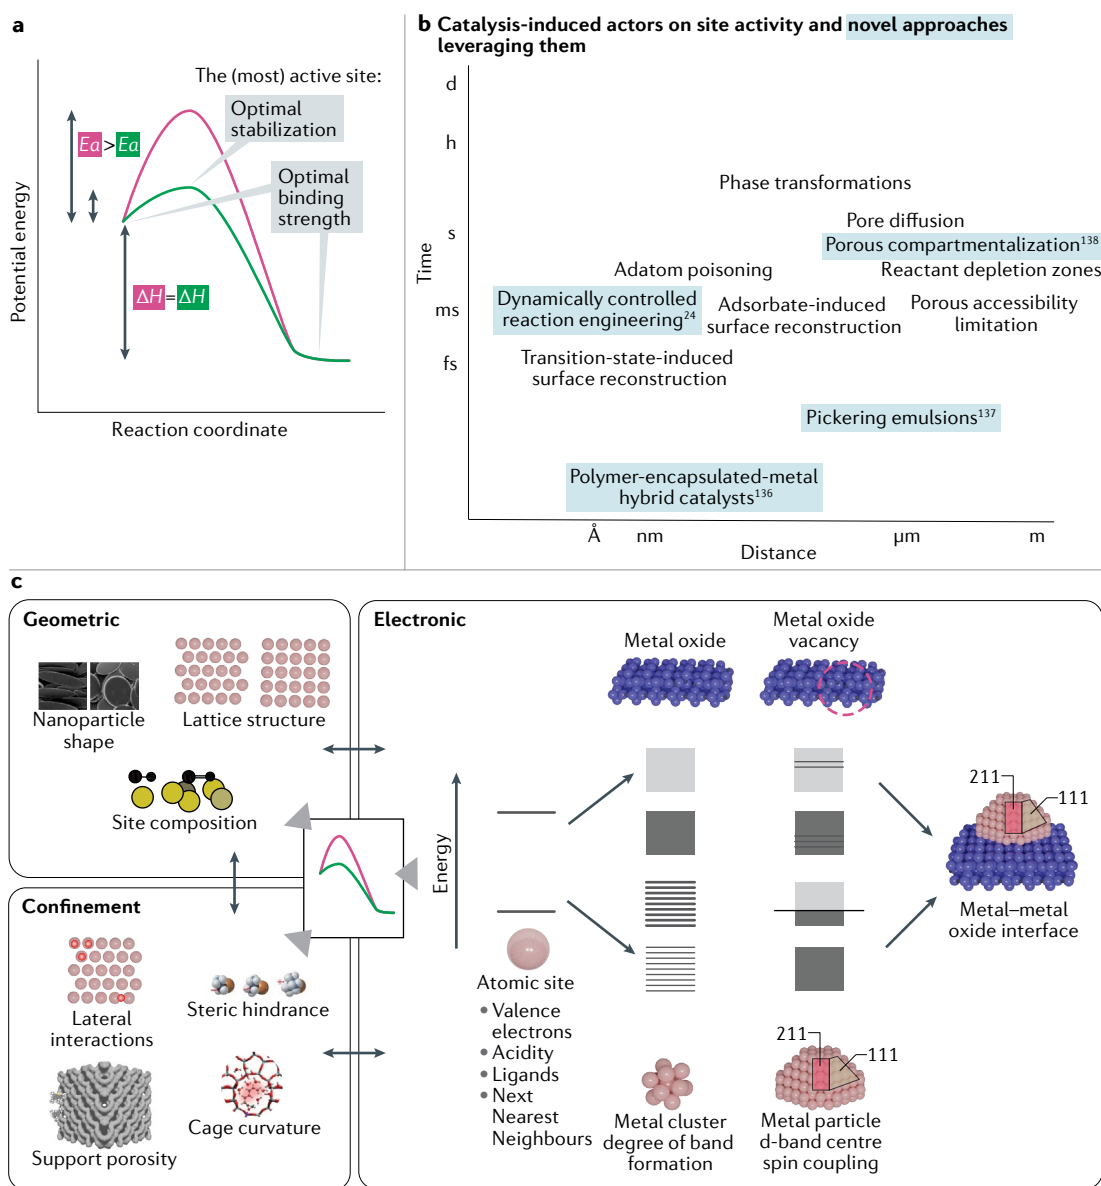 a
The (most) active site:
Optimal
stabilization
Ea>Ea
Optimal
binding
strength
ΔH=ΔH
Potential energy
Reaction coordinate
b Catalysis-induced actors on site activity and novel approaches
leveraging them
d
h
s
ms
fs
Time
Phase transformations
Pore diffusion
Porous compartmentalization¹³⁸
Adatom poisoning
Reactant depletion zones
Dynamically controlled
reaction engineering²⁴
Adsorbate-induced
surface reconstruction
Porous accessibility
limitation
Transition-state-induced
surface reconstruction
Pickering emulsions¹³⁷
Polymer-encapsulated-metal
hybrid catalysts¹³⁶
Å
nm
µm
m
Distance
c
Geometric
Nanoparticle
shape
Lattice structure
Site composition
Confinement
Lateral
interactions
Steric hindrance
Support porosity
Cage curvature
Electronic
Metal oxide
Metal oxide
vacancy
Energy
Atomic site
• Valence
electrons
• Acidity
• Ligands
• Next
Nearest
Neighbours
Metal cluster
degree of band
formation
211
111
Metal particle
d-band centre
spin coupling
211
111
Metal–metal
oxide interface